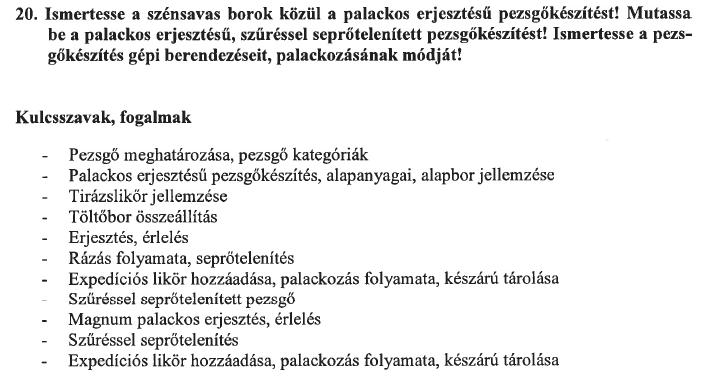 20. Ismertesse a szénsavas borok közül a palackos erjesztésű pezsgőkészítést! Mutassa
be a palackos erjesztésű, szűréssel seprőtelenített pezsgőkészítést! Ismertesse a pezs-
gőkészítés gépi berendezéseit, palackozásának módját!
Kulcsszavak, fogalmak
- Pezsgő meghatározása, pezsgő kategóriák
- Palackos erjesztésű pezsgőkészítés, alapanyagai, alapbor jellemzése
- Tirázslikőr jellemzése
- Töltőbor összeállítás
- Erjesztés, érlelés
- Rázás folyamata, seprőtelenítés
- Expedíciós likőr hozzáadása, palackozás folyamata, készárú tárolása
- Szűréssel seprőtelenített pezsgő
- Magnum palackos erjesztés, érlelés
- Szűréssel seprőtelenítés
- Expedíciós likőr hozzáadása, palackozás folyamata, készárú tárolása